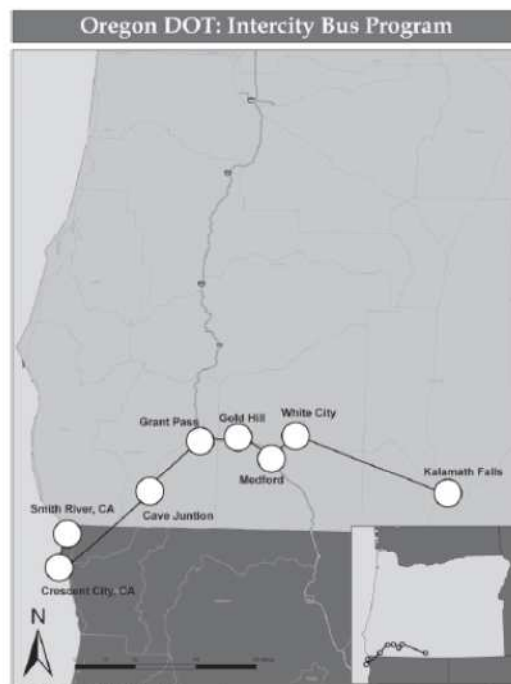 Oregon DOT: Intercity Bus Program
Grant Pass
Gold Hill
White City
Medford
Kalamath Falls
Cave Juntion
Smith River, CA
Crescent City, CA
N